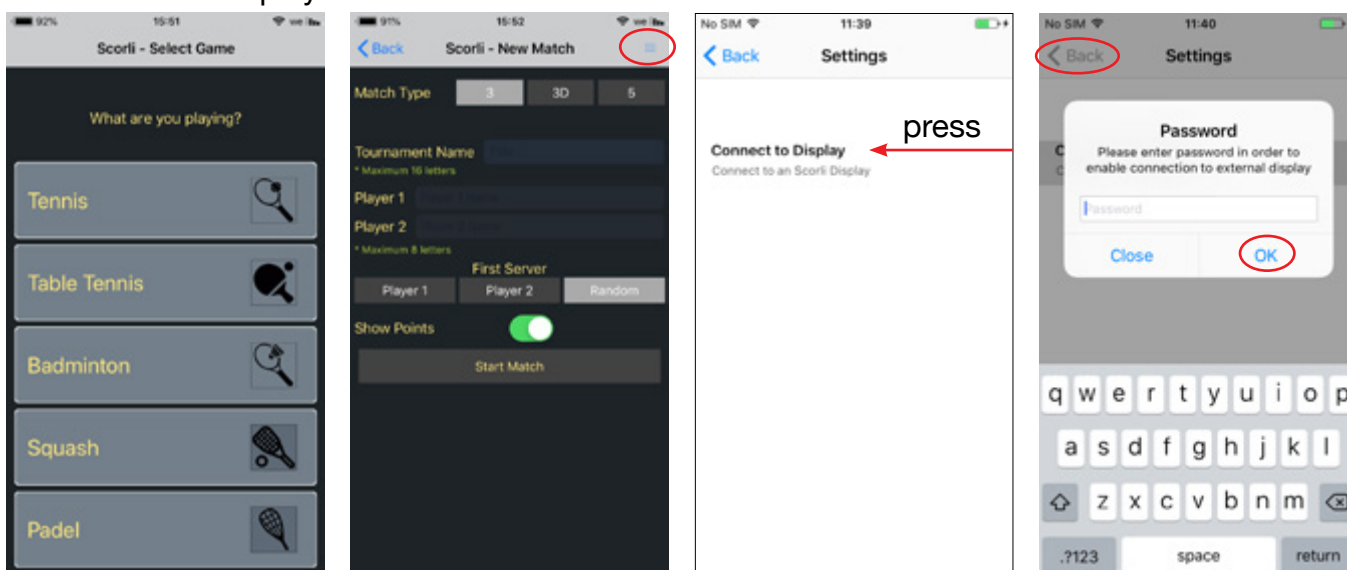 play
92%
15:51
Scorli - Select Game
What are you playing?
Tennis
Table Tennis
Badminton
Squash
Padel
91%
15:52
Back
Scorli - New Match
Match Type
3
3D
5
Tournament Name
* Maximum 16 letters
Player 1
Player 2
* Maximum 8 letters
First Server
Player 1
Player 2
Random
Show Points
Start Match
No SIM
11:39
Back
Settings
Connect to Display
Connect to an Scorli Display
press
No SIM
11:40
Back
Settings
Password
Please enter password in order to
enable connection to external display
Password
Close
OK
q w e r t y u i o p
a s d f g h j k l
z x c v b n m
.?123
space
return